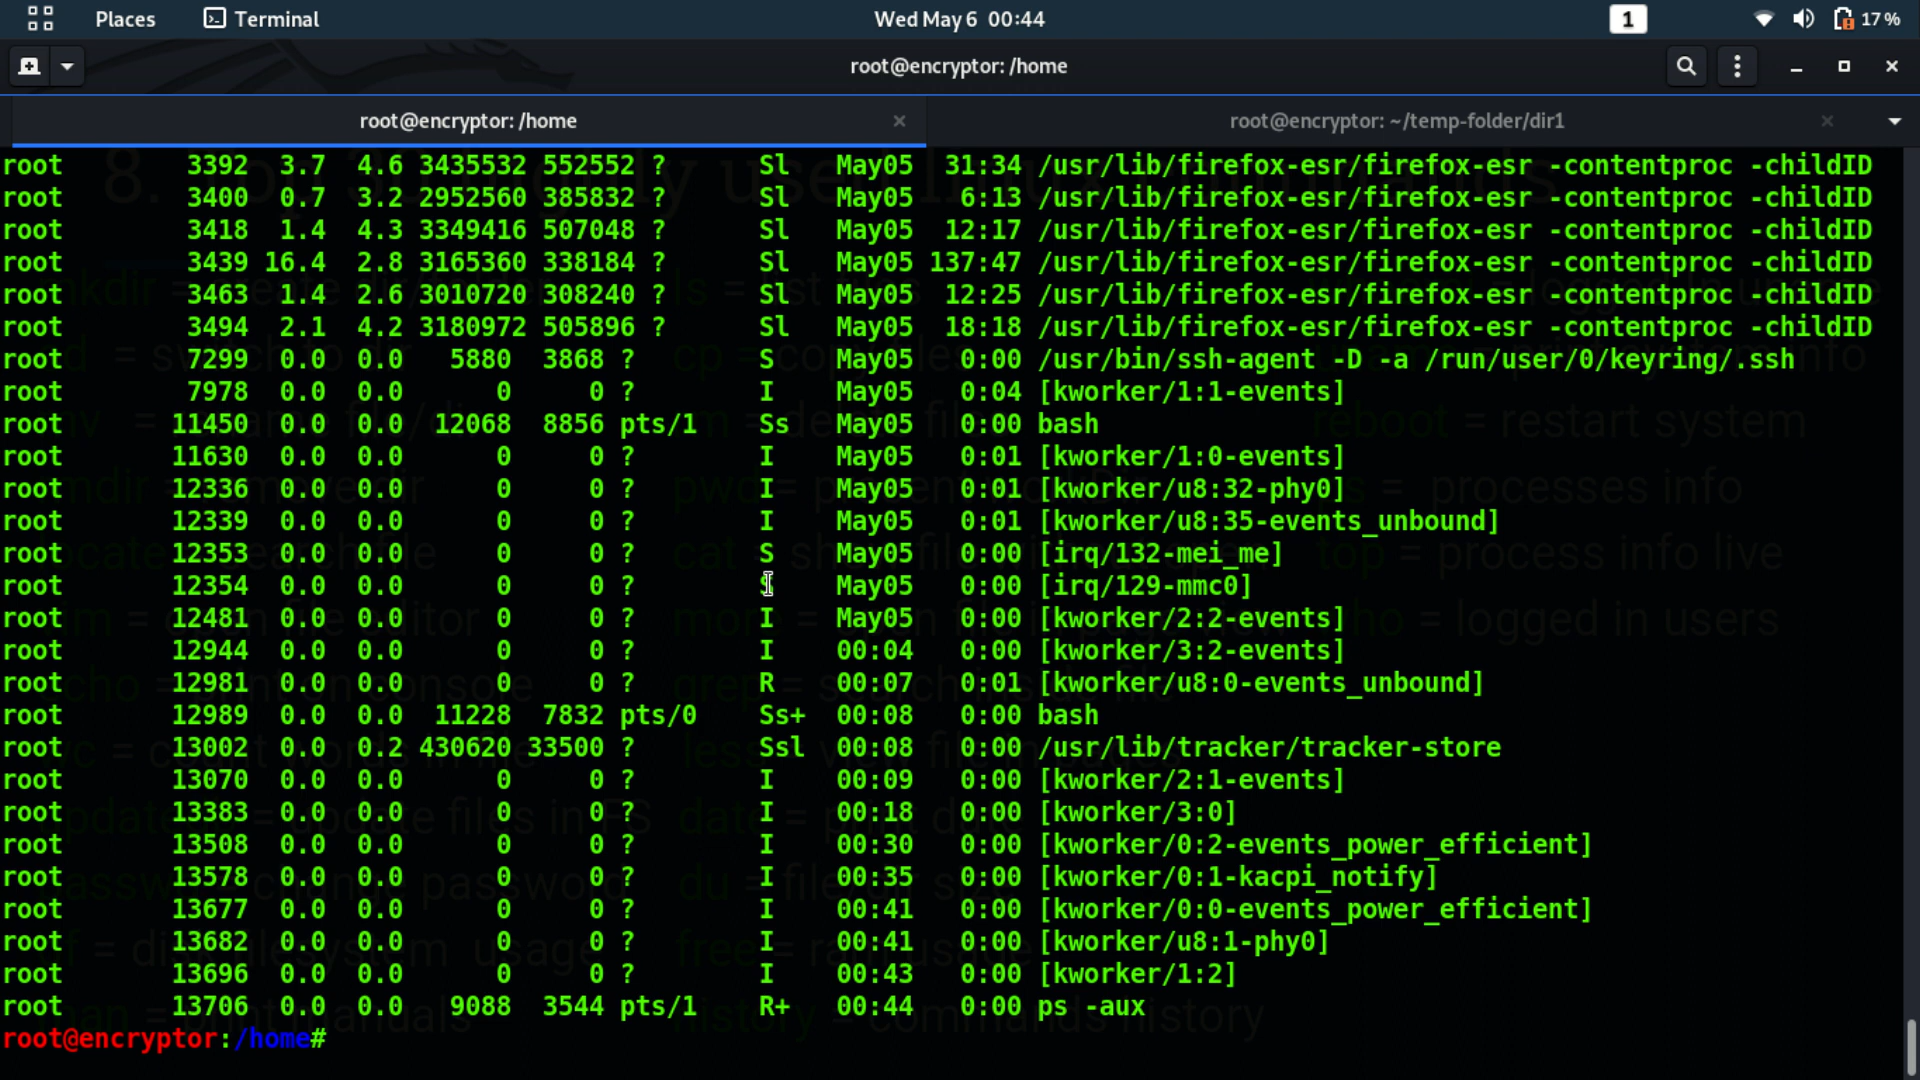 Places Terminal Wed May 6 00:44 1 17 %
root@encryptor: /home
root@encryptor: /home root@encryptor: ~/temp-folder/dir1
root 3392 3.7 4.6 3435532 552552 ? Sl May05 31:34 /usr/lib/firefox-esr/firefox-esr -contentproc -childID
root 3400 0.7 3.2 2952560 385832 ? Sl May05 6:13 /usr/lib/firefox-esr/firefox-esr -contentproc -childID
root 3418 1.4 4.3 3349416 507048 ? Sl May05 12:17 /usr/lib/firefox-esr/firefox-esr -contentproc -childID
root 3439 16.4 2.8 3165360 338184 ? Sl May05 137:47 /usr/lib/firefox-esr/firefox-esr -contentproc -childID
root 3463 1.4 2.6 3010720 308240 ? Sl May05 12:25 /usr/lib/firefox-esr/firefox-esr -contentproc -childID
root 3494 2.1 4.2 3180972 505896 ? Sl May05 18:18 /usr/lib/firefox-esr/firefox-esr -contentproc -childID
root 7299 0.0 0.0 5880 3868 ? S May05 0:00 /usr/bin/ssh-agent -D -a /run/user/0/keyring/.ssh
root 7978 0.0 0.0 0 0 ? I May05 0:04 [kworker/1:1-events]
root 11450 0.0 0.0 12068 8856 pts/1 Ss May05 0:00 bash
root 11630 0.0 0.0 0 0 ? I May05 0:01 [kworker/1:0-events]
root 12336 0.0 0.0 0 0 ? I May05 0:01 [kworker/u8:32-phy0]
root 12339 0.0 0.0 0 0 ? I May05 0:01 [kworker/u8:35-events_unbound]
root 12353 0.0 0.0 0 0 ? S May05 0:00 [irq/132-mei_me]
root 12354 0.0 0.0 0 0 ? May05 0:00 [irq/129-mmc0]
root 12481 0.0 0.0 0 0 ? I May05 0:00 [kworker/2:2-events]
root 12944 0.0 0.0 0 0 ? I 00:04 0:00 [kworker/3:2-events]
root 12981 0.0 0.0 0 0 ? R 00:07 0:01 [kworker/u8:0-events_unbound]
root 12989 0.0 0.0 11228 7832 pts/0 Ss+ 00:08 0:00 bash
root 13002 0.0 0.2 430620 33500 ? Ssl 00:08 0:00 /usr/lib/tracker/tracker-store
root 13070 0.0 0.0 0 0 ? I 00:09 0:00 [kworker/2:1-events]
root 13383 0.0 0.0 0 0 ? I 00:18 0:00 [kworker/3:0]
root 13508 0.0 0.0 0 0 ? I 00:30 0:00 [kworker/0:2-events_power_efficient]
root 13578 0.0 0.0 0 0 ? I 00:35 0:00 [kworker/0:1-kacpi_notify]
root 13677 0.0 0.0 0 0 ? I 00:41 0:00 [kworker/0:0-events_power_efficient]
root 13682 0.0 0.0 0 0 ? I 00:41 0:00 [kworker/u8:1-phy0]
root 13696 0.0 0.0 0 0 ? I 00:43 0:00 [kworker/1:2]
root 13706 0.0 0.0 9088 3544 pts/1 R+ 00:44 0:00 ps -aux
root@encryptor:/home#
reboot = restart system
processes info
top = process info live
logged in users
commands history